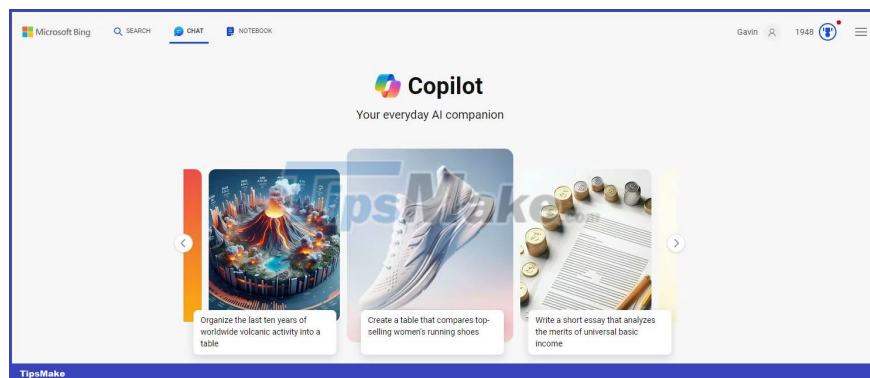 Microsoft Bing
SEARCH
CHAT
NOTEBOOK
Gavin
1948
Copilot
Your everyday AI companion
TipsMake.com
Organize the last ten years of
worldwide volcanic activity into a
table
Create a table that compares top-
selling women's running shoes
Write a short essay that analyzes
the merits of universal basic
income
TipsMake